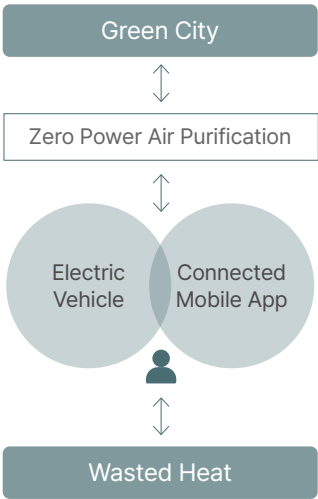 Green City
Zero Power Air Purification
Electric
Vehicle
Connected
Mobile App
Wasted Heat